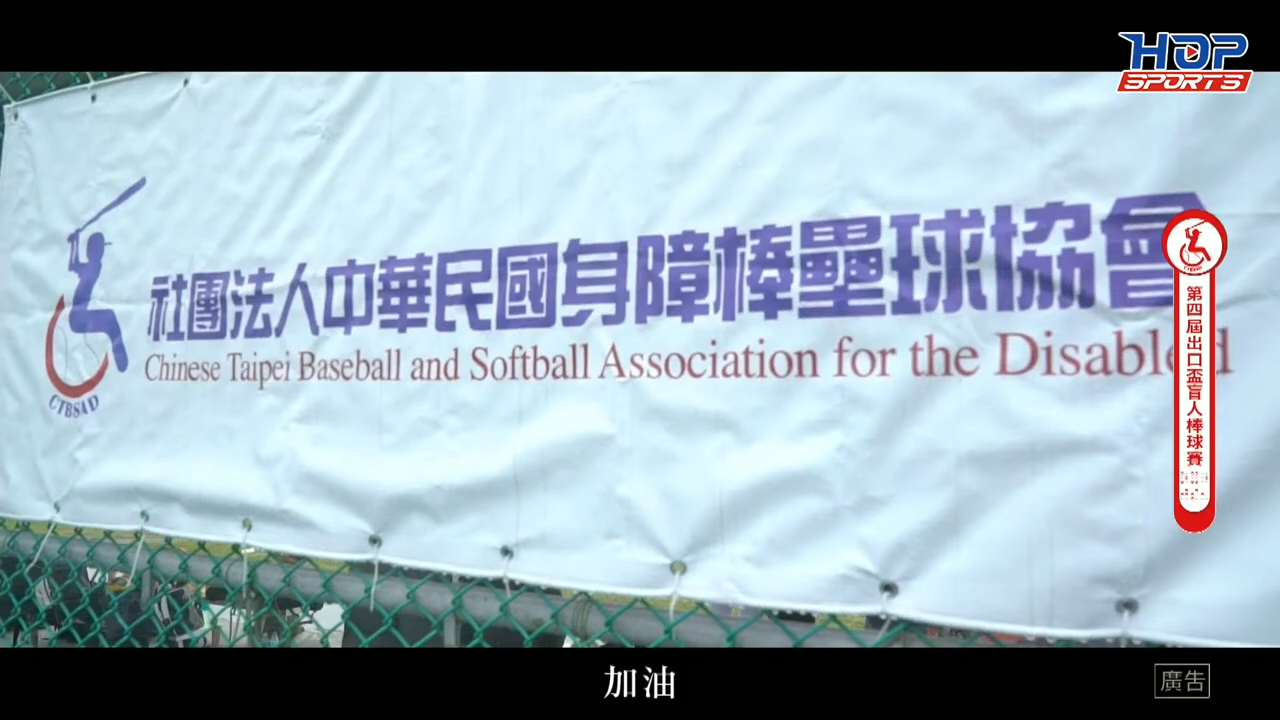 HOP
SPORTS
社團法人中華民國身障棒壘球協會
Chinese Taipei Baseball and Softball Association for the Disabled
CTBSAD
第四屆出口盃盲人棒球賽
加油
廣告